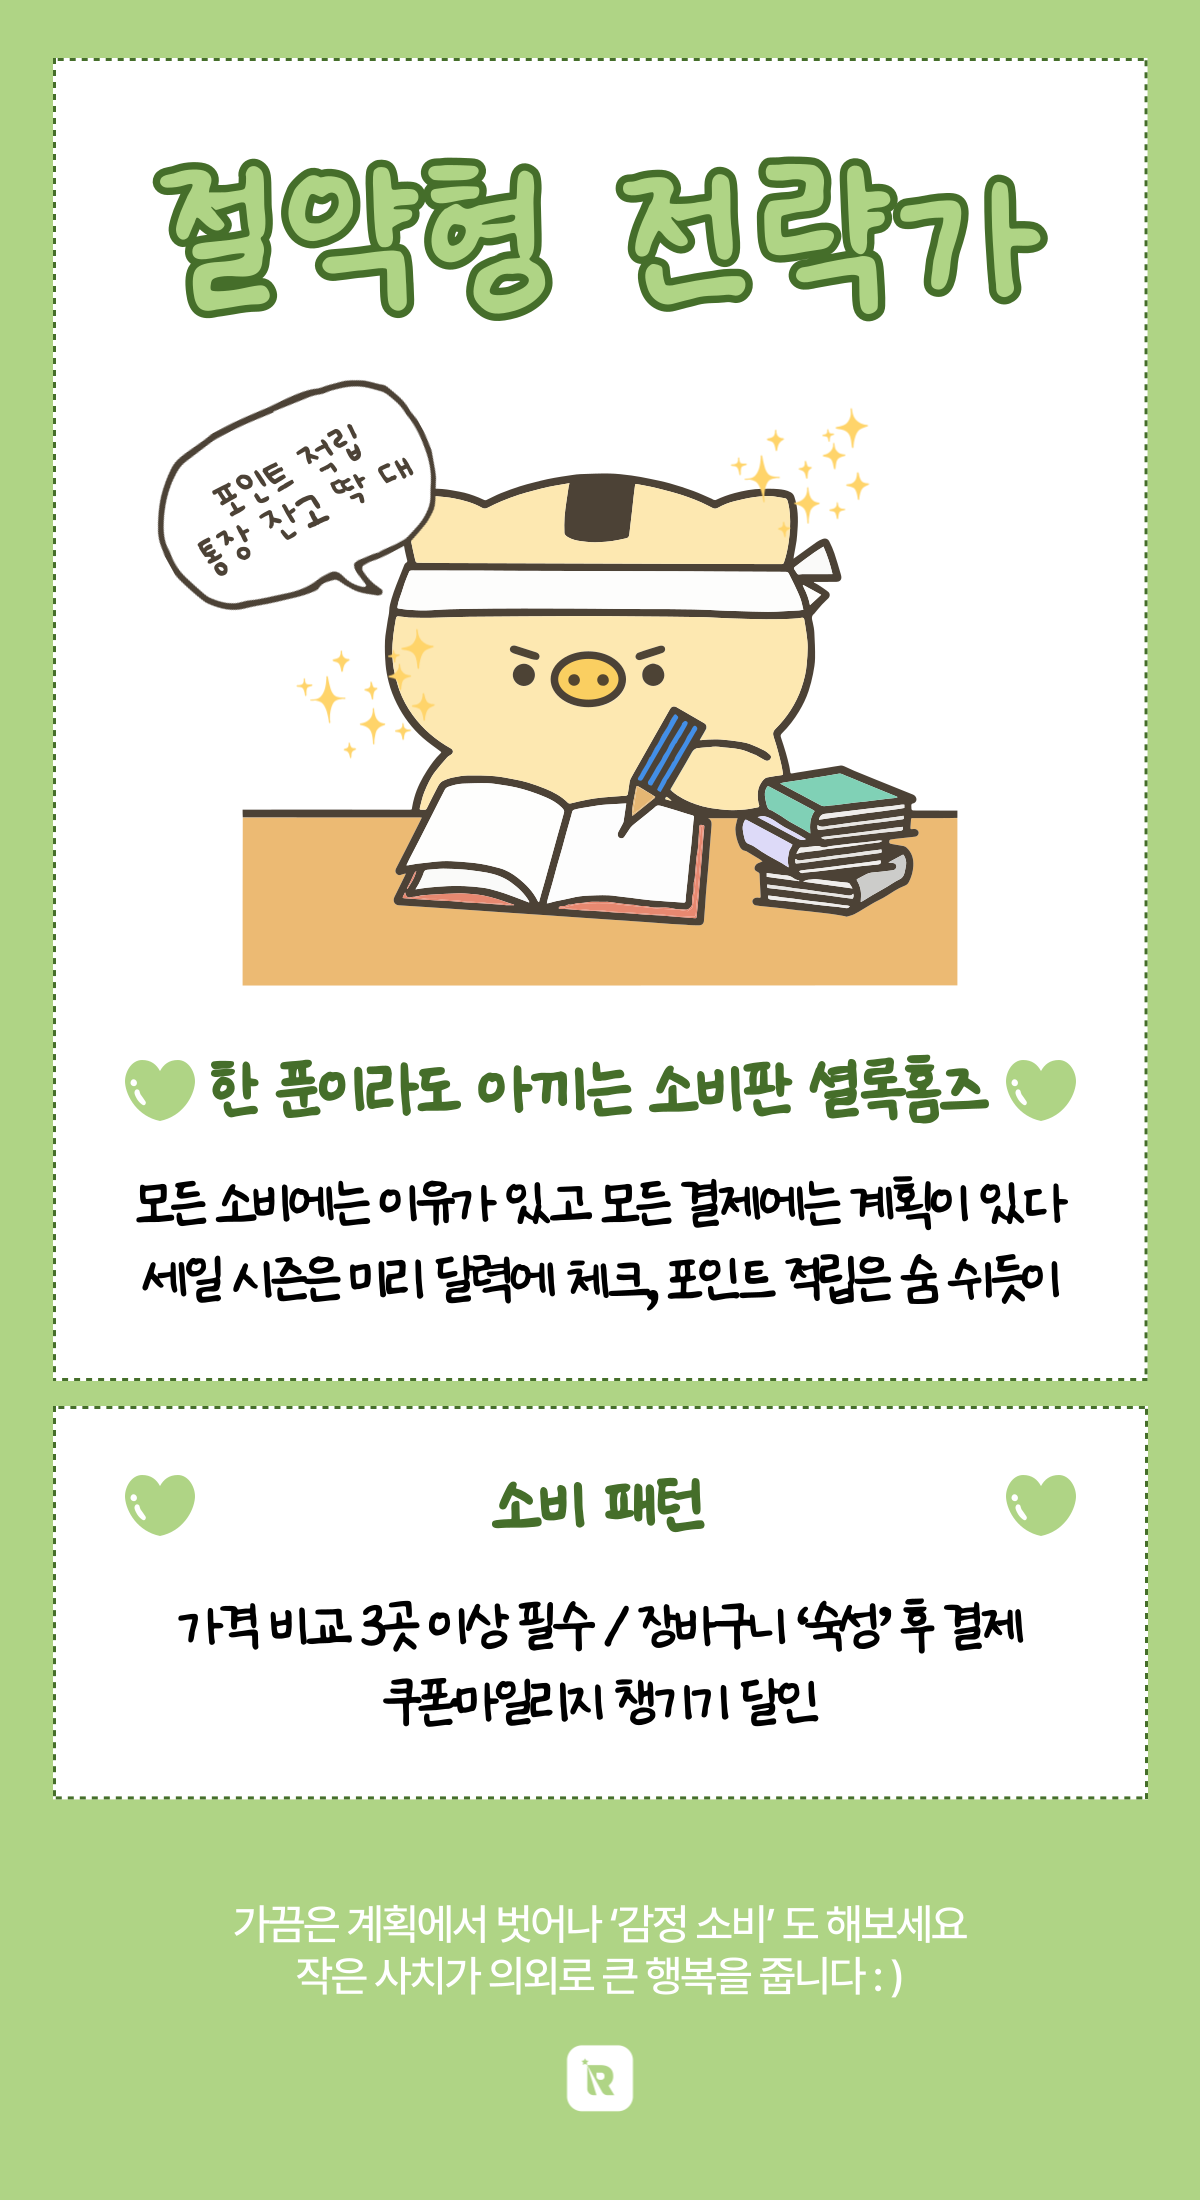 절약형 전략가
포인트 적립
통장 잔고 딱 대
한 푼이라도 아끼는 소비판 셜록홈즈
모든 소비에는 이유가 있고 모든 결제에는 계획이 있다
세일 시즌은 미리 달력에 체크, 포인트 적립은 숨 쉬듯이
소비 패턴
가격 비교 3곳 이상 필수 / 장바구니 ‘숙성’ 후 결제
쿠폰마일리지 챙기기 달인
가끔은 계획에서 벗어나 ‘감정 소비’ 도 해보세요
작은 사치가 의외로 큰 행복을 줍니다 : )
R